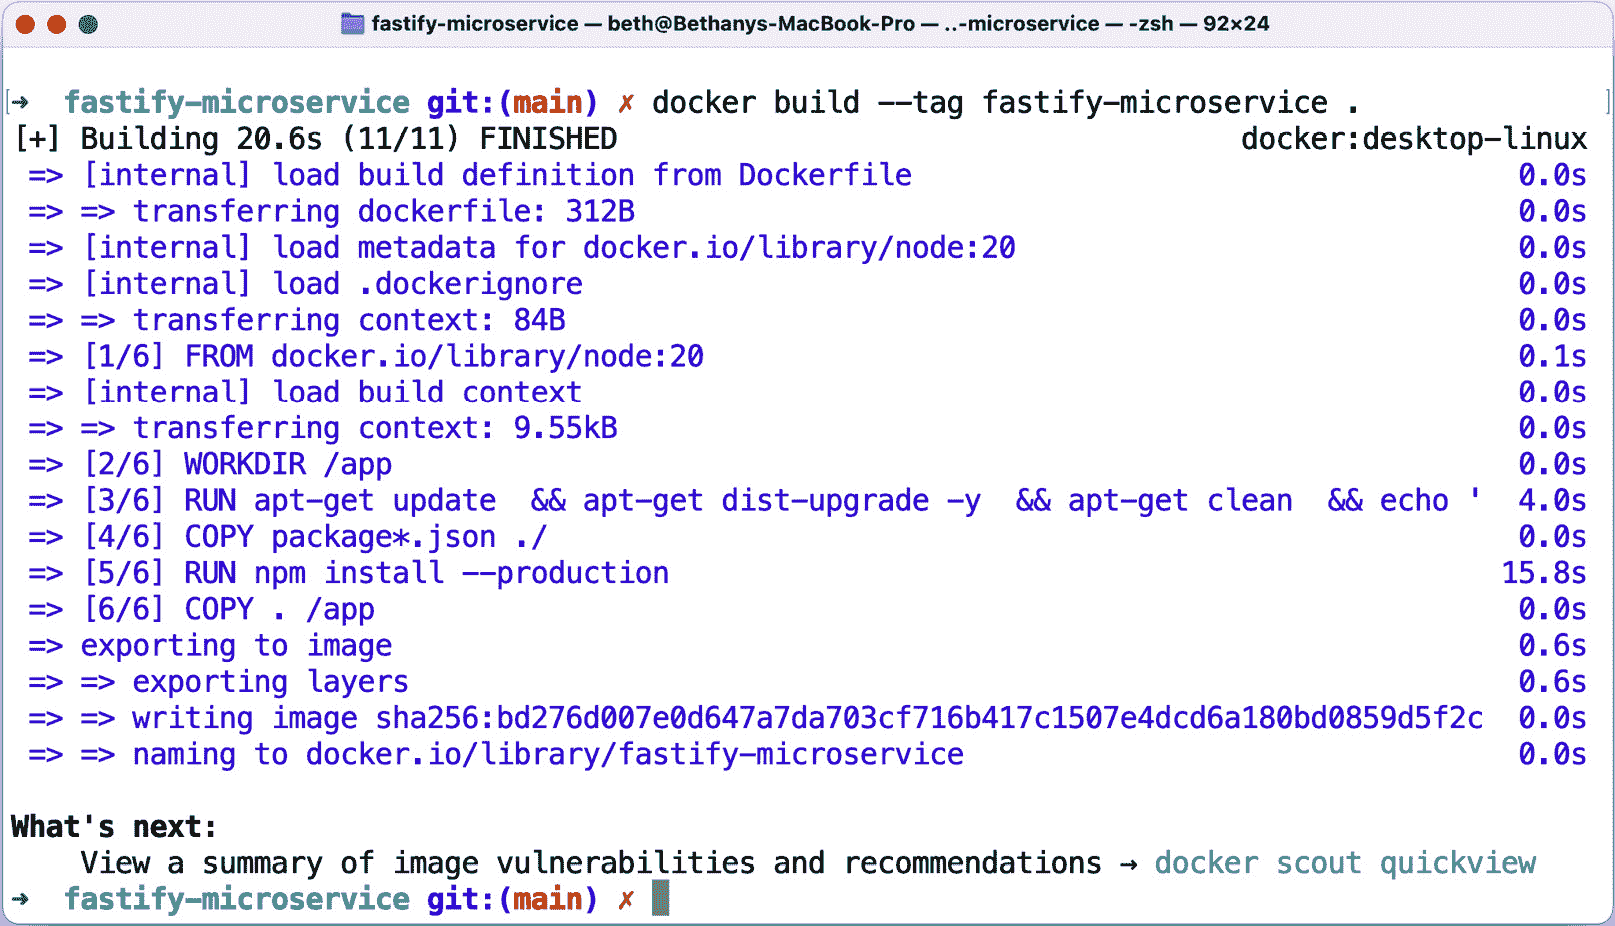 fastify-microservice — beth@Bethanys-MacBook-Pro — ..-microservice — -zsh — 92×24
[→ fastify-microservice git:(main) ✗ docker build --tag fastify-microservice . ]
[+] Building 20.6s (11/11) FINISHED docker:desktop-linux
=> [internal] load build definition from Dockerfile 0.0s
=> => transferring dockerfile: 312B 0.0s
=> [internal] load metadata for docker.io/library/node:20 0.0s
=> [internal] load .dockerignore 0.0s
=> => transferring context: 84B 0.0s
=> [1/6] FROM docker.io/library/node:20 0.1s
=> [internal] load build context 0.0s
=> => transferring context: 9.55kB 0.0s
=> [2/6] WORKDIR /app 0.0s
=> [3/6] RUN apt-get update  && apt-get dist-upgrade -y  && apt-get clean  && echo ' 4.0s
=> [4/6] COPY package*.json ./ 0.0s
=> [5/6] RUN npm install --production 15.8s
=> [6/6] COPY . /app 0.0s
=> exporting to image 0.6s
=> => exporting layers 0.6s
=> => writing image sha256:bd276d007e0d647a7da703cf716b417c1507e4dcd6a180bd0859d5f2c 0.0s
=> => naming to docker.io/library/fastify-microservice 0.0s
What's next:
View a summary of image vulnerabilities and recommendations → docker scout quickview
→ fastify-microservice git:(main) ✗